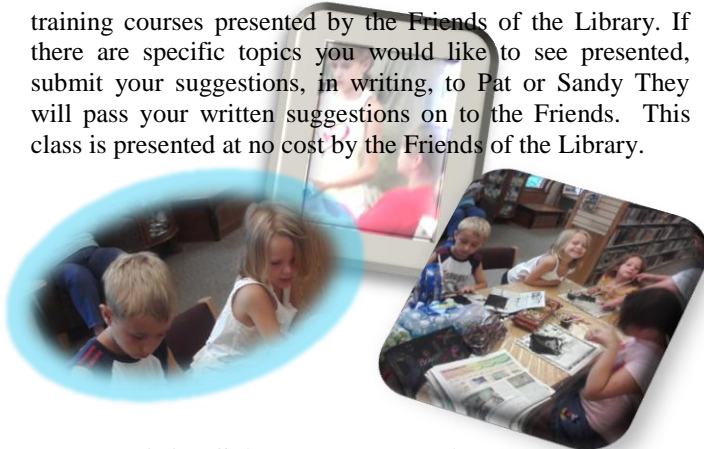 training courses presented by the Friends of the Library. If
there are specific topics you would like to see presented,
submit your suggestions, in writing, to Pat or Sandy They
will pass your written suggestions on to the Friends. This
class is presented at no cost by the Friends of the Library.